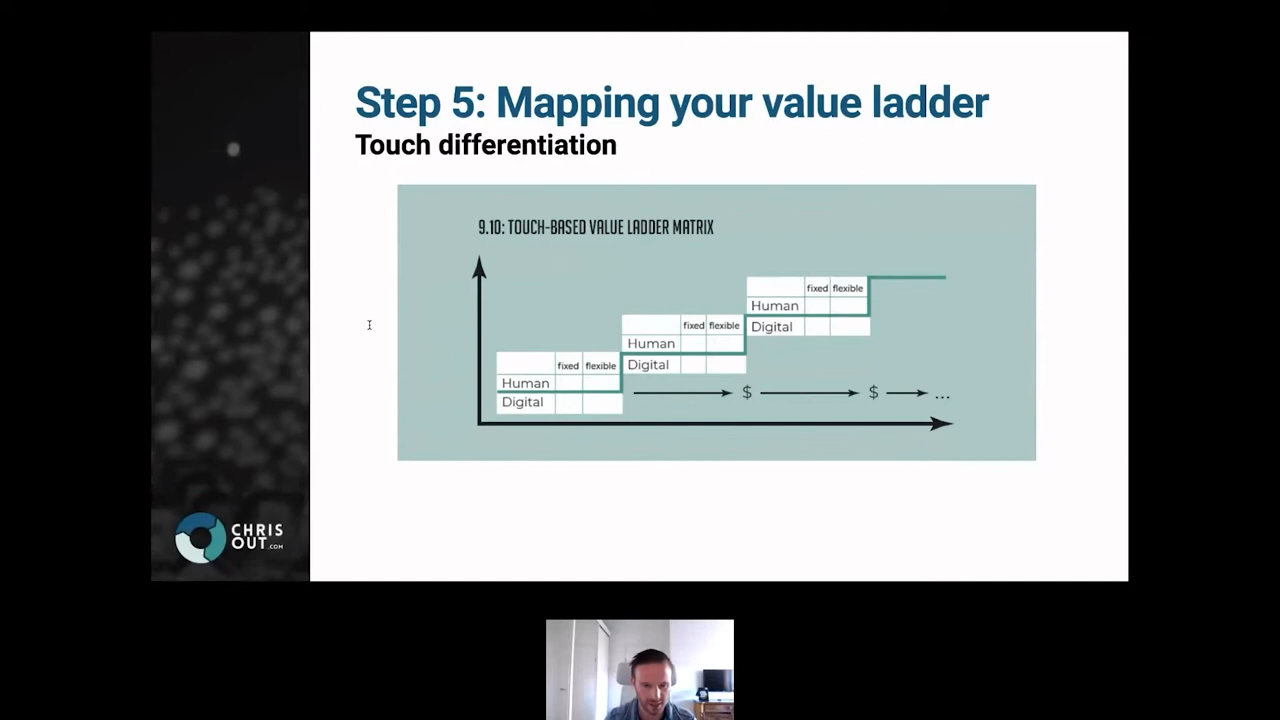 Step 5: Mapping your value ladder
Touch differentiation
9.10: TOUCH-BASED VALUE LADDER MATRIX
fixed flexible
Human
Digital
fixed flexible
Human
Digital
fixed flexible
Human
Digital
$ $ ...
CHRIS
OUT.COM